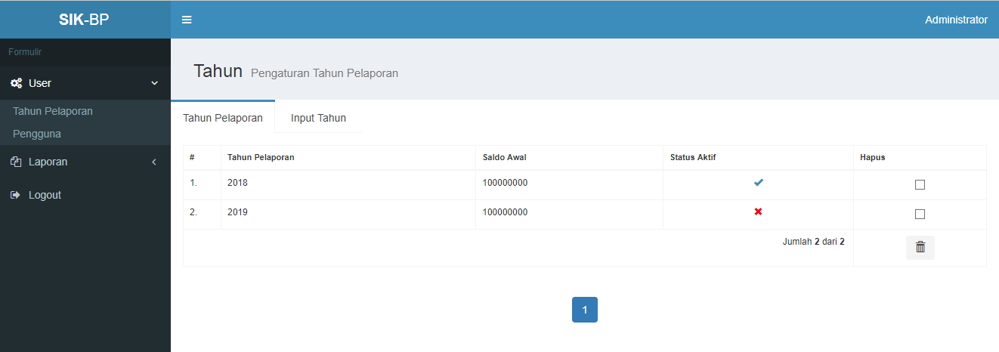 SIK-BP
Administrator
Formulir
User
Tahun Pelaporan
Pengguna
Laporan
Logout
Tahun Pengaturan Tahun Pelaporan
Tahun Pelaporan Input Tahun
# Tahun Pelaporan Saldo Awal Status Aktif Hapus
1. 2018 100000000
2. 2019 100000000
Jumlah 2 dari 2
1